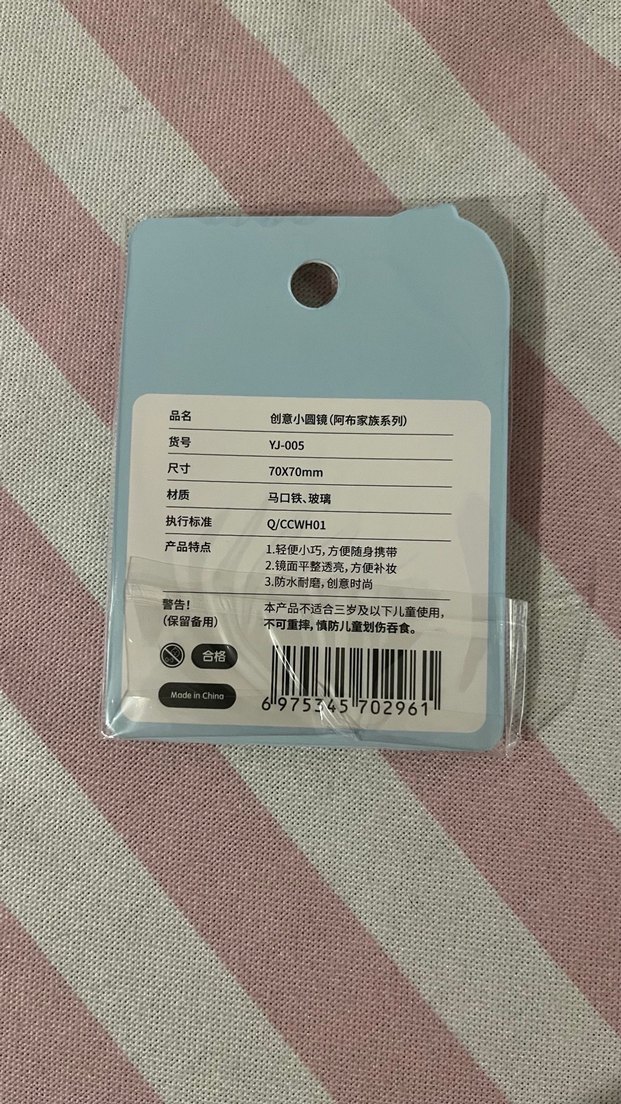 品名 创意小圆镜(阿布家族系列)
货号 YJ-005
尺寸 70X70mm
材质 马口铁、玻璃
执行标准 Q/CCWH01
产品特点 1.轻便小巧,方便随身携带
2.镜面平整透亮,方便补妆
3.防水耐磨,创意时尚
警告! 本产品不适合三岁及以下儿童使用,
(保留备用) 不可重摔,慎防儿童划伤吞食。
合格
Made in China
6 975345 702961